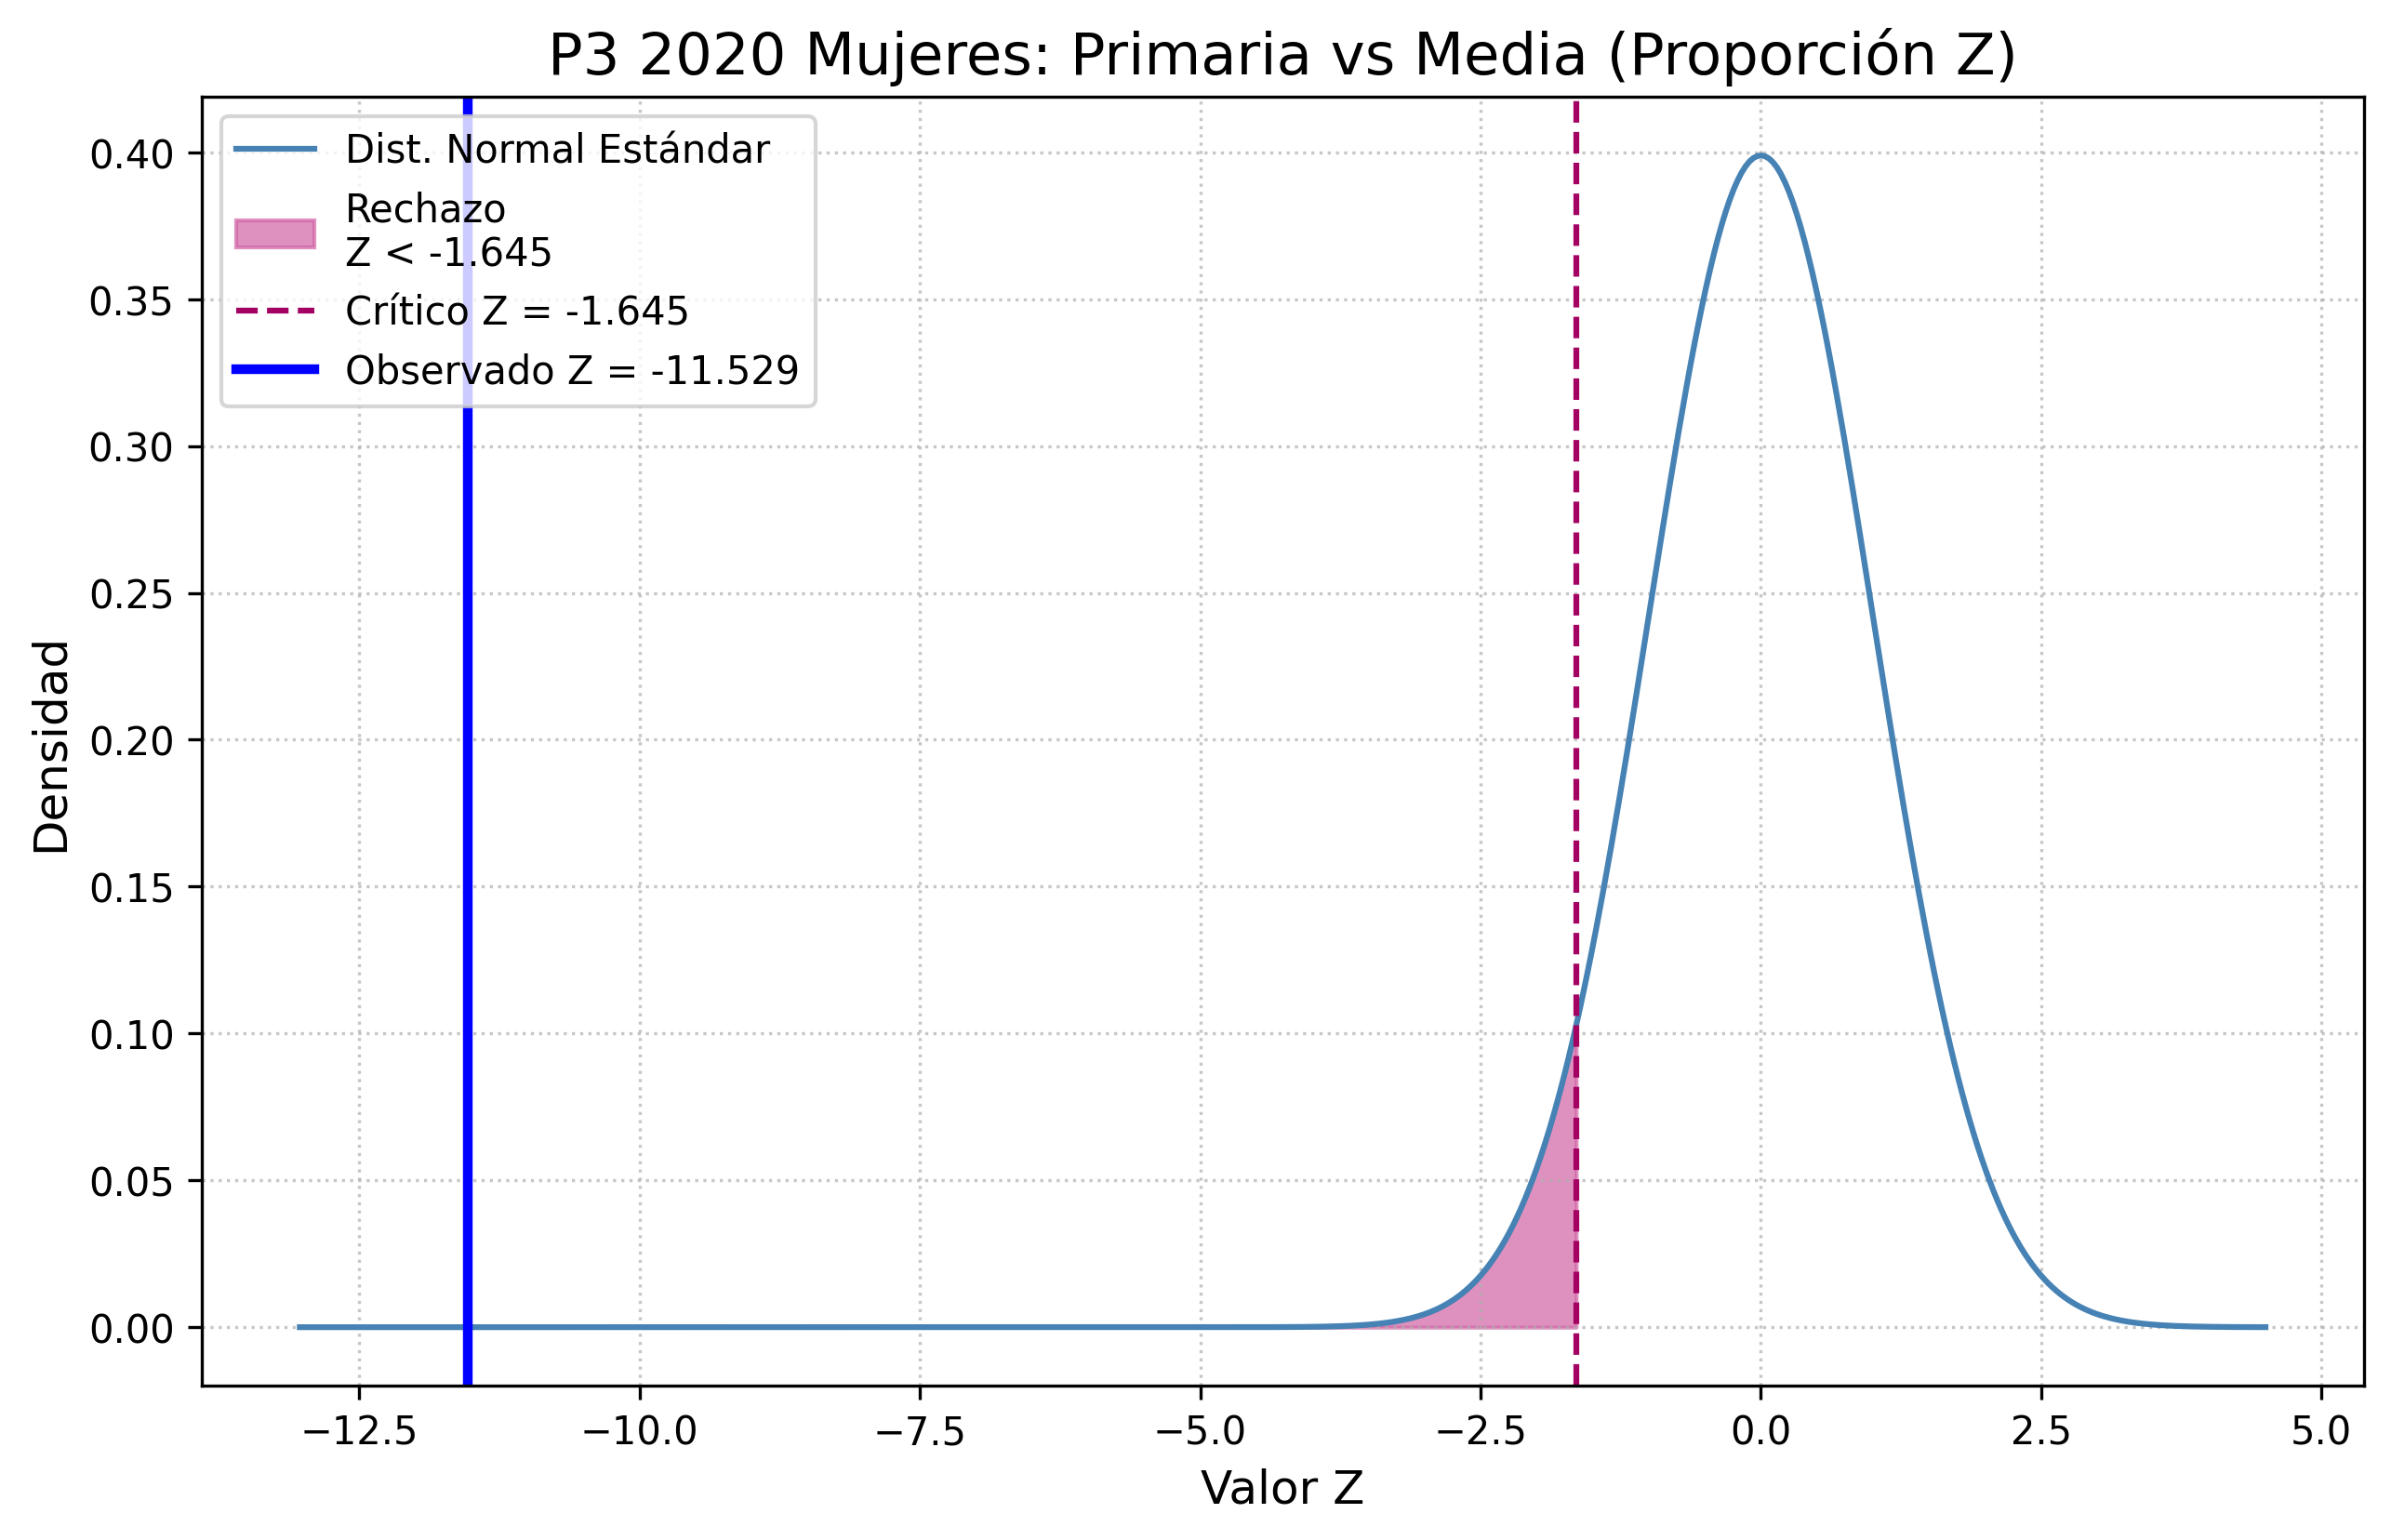 P3 2020 Mujeres: Primaria vs Media (Proporción Z)
Dist. Normal Estándar
Rechazo
Z < -1.645
Crítico Z = -1.645
Observado Z = -11.529
0.40
0.35
0.30
0.25
0.20
0.15
0.10
0.05
0.00
Densidad
−12.5 −10.0 −7.5 −5.0 −2.5 0.0 2.5 5.0
Valor Z